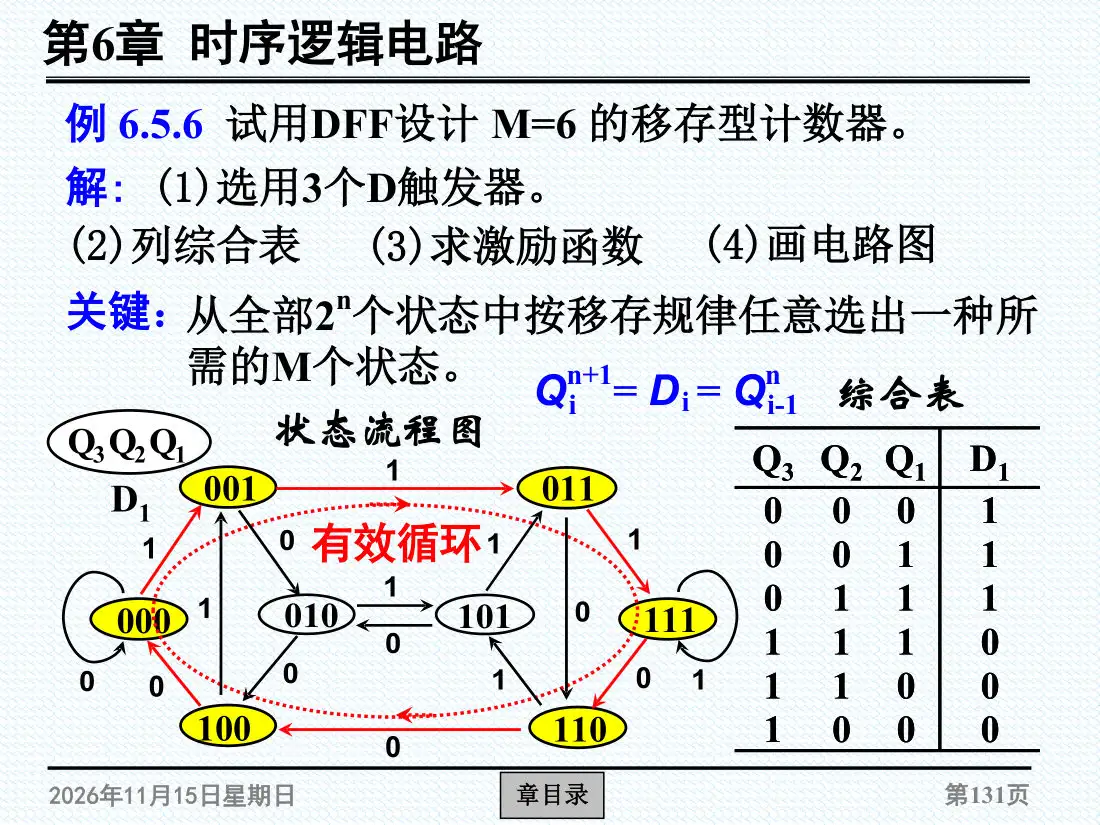 第6章 时序逻辑电路
例 6.5.6 试用DFF设计 M=6 的移存型计数器。
解: (1)选用3个D触发器。
(2)列综合表 (3)求激励函数 (4)画电路图
关键：从全部2ⁿ个状态中按移存规律任意选出一种所
需的M个状态。
Qᵢⁿ⁺¹ = Dᵢ = Qᵢ₋₁ⁿ 综合表
Q₃Q₂Q₁ 状态流程图
D₁
001 1 011
1 0 有效循环 1 1
000 1 010 1 101 0 111
0
0 0 0 1 0 1
100 0 110
Q₃ Q₂ Q₁ D₁
0 0 0 1
0 0 1 1
0 1 1 1
1 1 1 0
1 1 0 0
1 0 0 0
2026年11月15日星期日 章目录 第131页